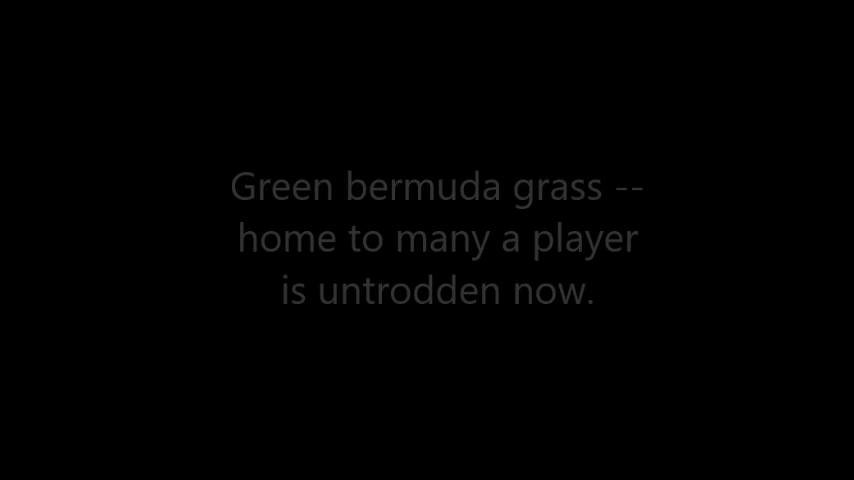 Green bermuda grass --
home to many a player
is untrodden now.